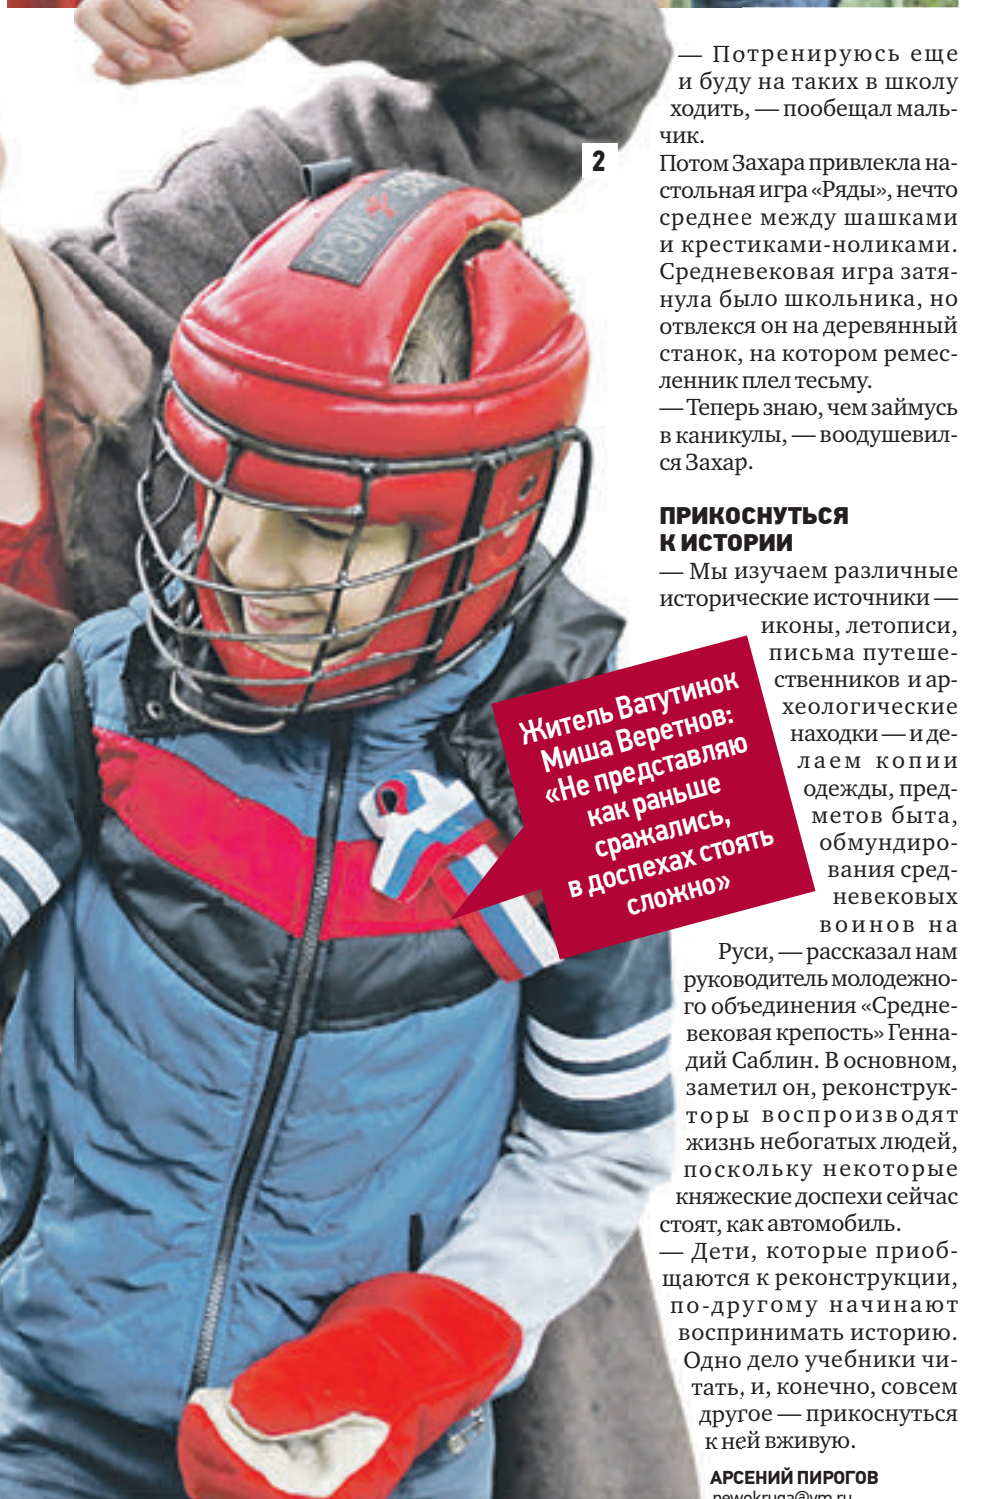 — Потренируюсь еще
и буду на таких в школу
ходить, — пообещал маль-
чик.
Потом Захара привлекла на-
стольная игра «Ряды», нечто
среднее между шашками
и крестиками-ноликами.
Средневековая игра затя-
нула было школьника, но
отвлекся он на деревянный
станок, на котором ремес-
ленник плел тесьму.
— Теперь знаю, чем займусь
в каникулы, — воодушевил-
ся Захар.
ПРИКОСНУТЬСЯ
К ИСТОРИИ
— Мы изучаем различные
исторические источники —
иконы, летописи,
письма путеше-
ственников и ар-
хеологические
находки — и де-
лаем копии
одежды, пред-
метов быта,
обмундиро-
вания сред-
невековых
воинов на
Руси, — рассказал нам
руководитель молодежно-
го объединения «Средне-
вековая крепость» Генна-
дий Саблин. В основном,
заметил он, реконструк-
торы воспроизводят
жизнь небогатых людей,
поскольку некоторые
княжеские доспехи сейчас
стоят, как автомобиль.
— Дети, которые приоб-
щаются к реконструкции,
по-другому начинают
воспринимать историю.
Одно дело учебники чи-
тать, и, конечно, совсем
другое — прикоснуться
к ней вживую.
АРСЕНИЙ ПИРОГОВ
newokruga@vm.ru
2
Житель Ватутинок
Миша Веретнов:
«Не представляю
как раньше
сражались,
в доспехах стоять
сложно»